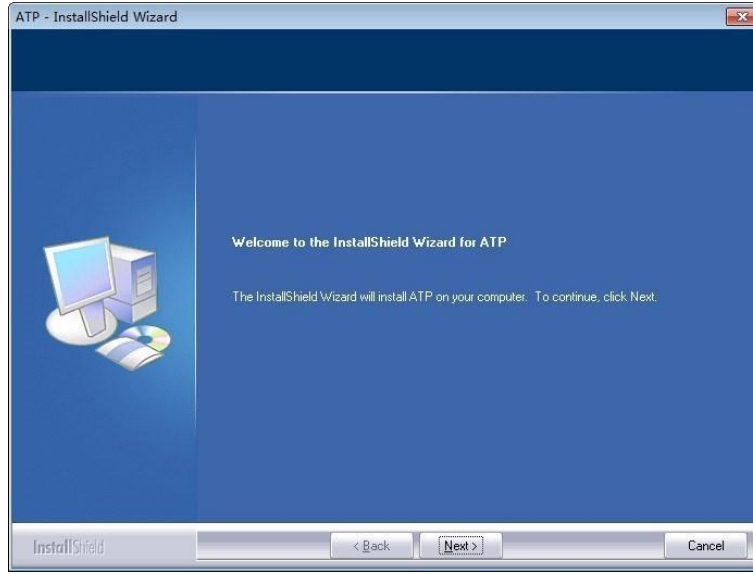 ATP - InstallShield Wizard
Welcome to the InstallShield Wizard for ATP
The InstallShield Wizard will install ATP on your computer. To continue, click Next.
InstallShield
< Back
Next >
Cancel